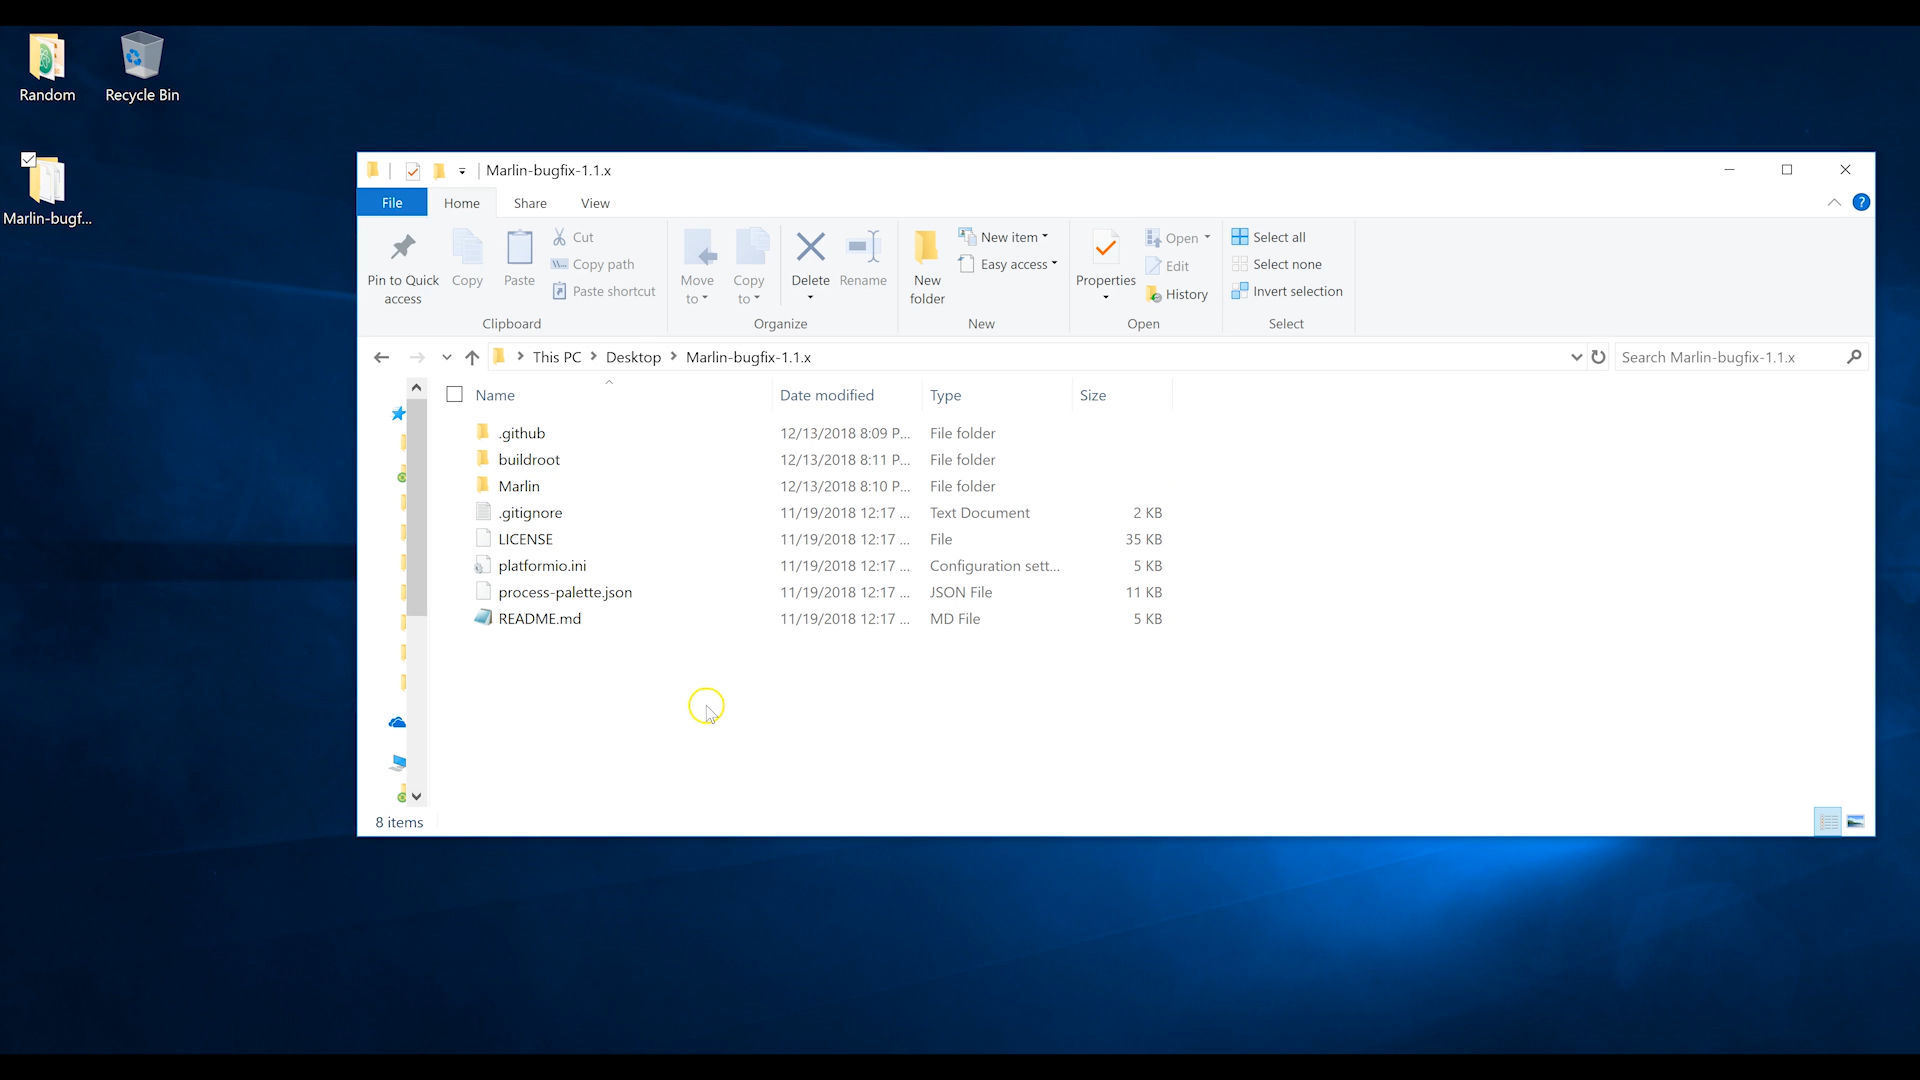 Random
Recycle Bin
Marlin-bugf...
Marlin-bugfix-1.1.x
File Home Share View
?
Pin to Quick access
Copy
Paste
Cut
Copy path
Paste shortcut
Clipboard
Move to
Copy to
Delete
Rename
Organize
New folder
New item
Easy access
New
Properties
Open
Edit
History
Open
Select all
Select none
Invert selection
Select
This PC Desktop Marlin-bugfix-1.1.x
Search Marlin-bugfix-1.1.x
Name Date modified Type Size
.github 12/13/2018 8:09 P... File folder
buildroot 12/13/2018 8:11 P... File folder
Marlin 12/13/2018 8:10 P... File folder
.gitignore 11/19/2018 12:17 ... Text Document 2 KB
LICENSE 11/19/2018 12:17 ... File 35 KB
platformio.ini 11/19/2018 12:17 ... Configuration sett... 5 KB
process-palette.json 11/19/2018 12:17 ... JSON File 11 KB
README.md 11/19/2018 12:17 ... MD File 5 KB
8 items